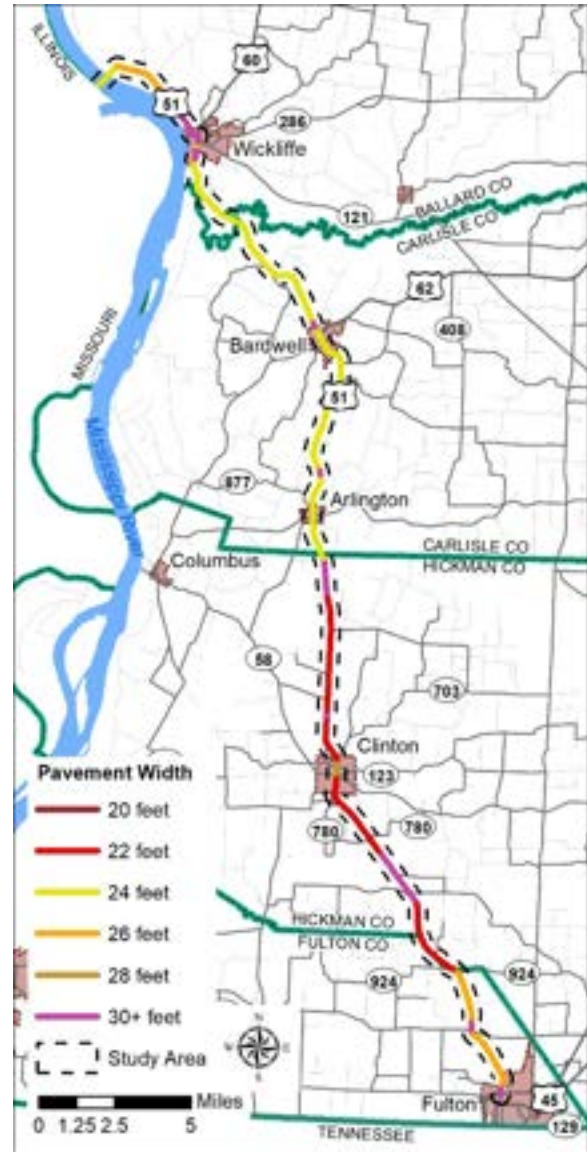 ILLINOIS
60
51
286
Wickliffe
121
BALLARD CO
CARLISLE CO
62
408
MISSOURI
Bardwell
51
Mississippi River
877
Arlington
CARLISLE CO
HICKMAN CO
Columbus
58
703
Clinton
123
780
780
Pavement Width
20 feet
22 feet
24 feet
26 feet
28 feet
30+ feet
Study Area
Miles
0 1.25 2.5 5
HICKMAN CO
FULTON CO
924
924
N
W
E
S
Fulton
45
129
TENNESSEE